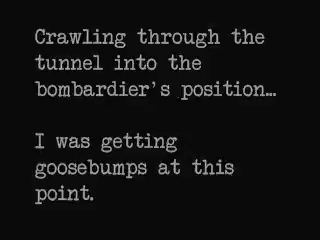 Crawling through the
tunnel into the
bombardier's position...
I was getting
goosebumps at this
point.